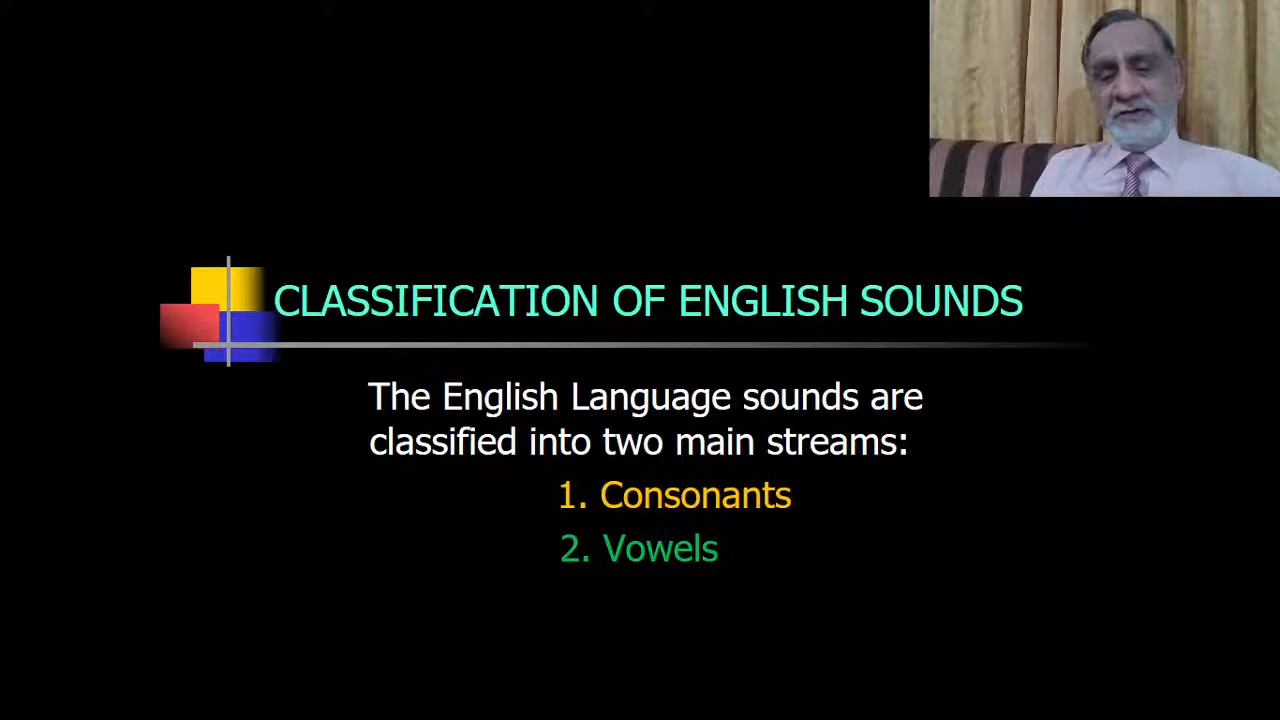 CLASSIFICATION OF ENGLISH SOUNDS
The English Language sounds are
classified into two main streams:
1. Consonants
2. Vowels